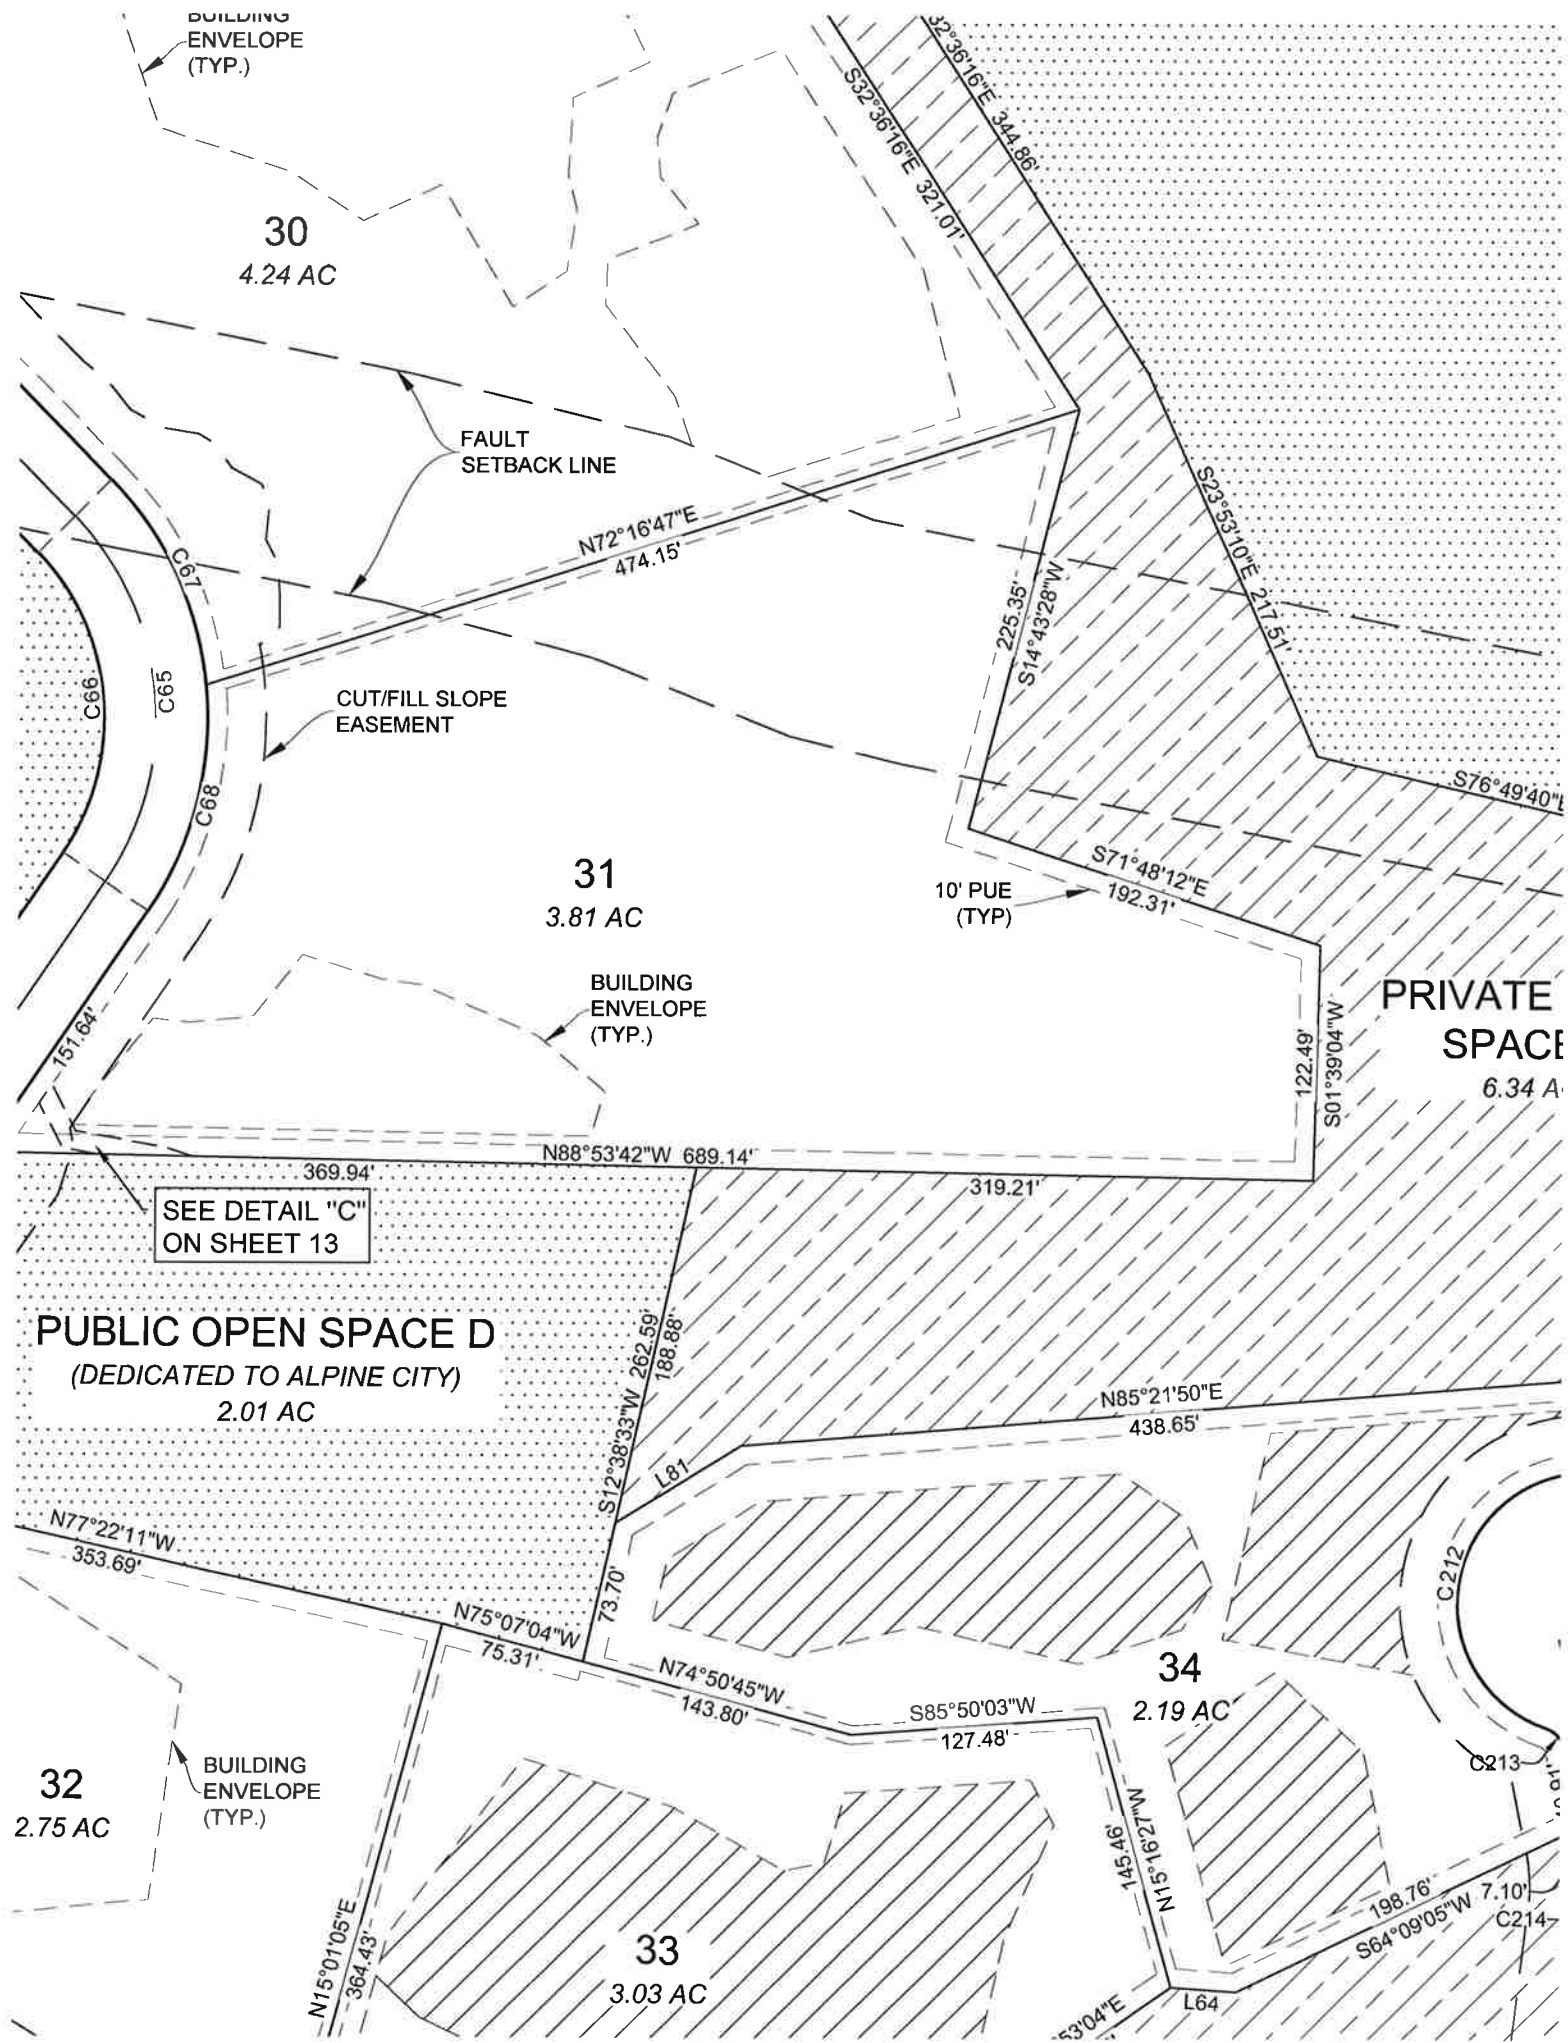 BUILDING
ENVELOPE
(TYP.)
32°36'16"E 344.86'
S32°36'16"E 321.01'
30
4.24 AC
FAULT
SETBACK LINE
N72°16'47"E
474.15'
S23°53'10"E 217.51'
C67
225.35'
S14°43'28"W
C66
C65
CUT/FILL SLOPE
EASEMENT
S76°49'40"
C68
31
3.81 AC
S71°48'12"E
192.31'
10' PUE
(TYP)
BUILDING
ENVELOPE
(TYP.)
PRIVATE
SPACE
6.34 A
151.64'
122.49'
S01°39'04"W
N88°53'42"W 689.14'
369.94'
319.21'
SEE DETAIL "C"
ON SHEET 13
PUBLIC OPEN SPACE D
(DEDICATED TO ALPINE CITY)
2.01 AC
S12°38'33"W 262.59'
188.88'
N85°21'50"E
438.65'
L81
N77°22'11"W
353.69'
C212
73.70'
N75°07'04"W
75.31'
N74°50'45"W
143.80'
34
2.19 AC
S85°50'03"W
127.48'
C213
32
2.75 AC
BUILDING
ENVELOPE
(TYP.)
145.46'
N15°16'27"W
198.76'
S64°09'05"W
7.10'
C214
N15°01'05"E
364.43'
33
3.03 AC
L64
53'04"E